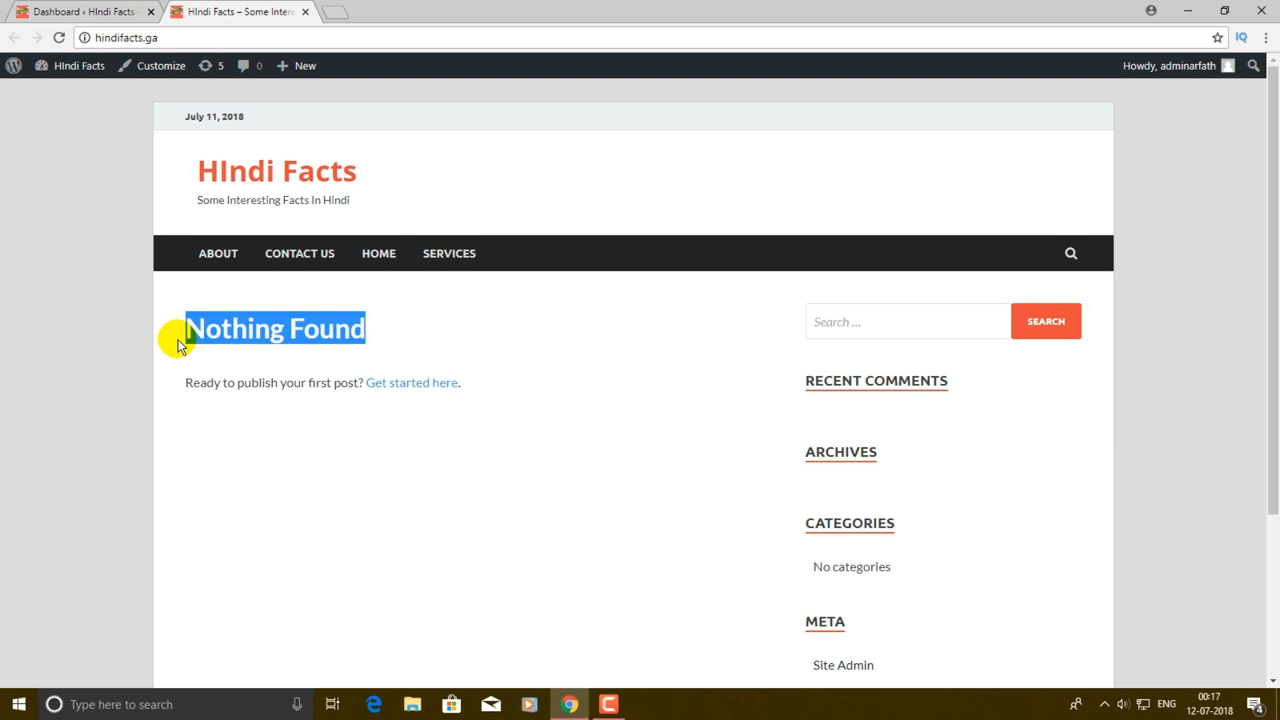 Dashboard ‹ HIndi Facts
HIndi Facts ~ Some Intere
hindifacts.ga
IQ
HIndi Facts
Customize
5
0
New
Howdy, adminarfath
July 11, 2018
HIndi Facts
Some Interesting Facts In Hindi
ABOUT
CONTACT US
HOME
SERVICES
Nothing Found
Ready to publish your first post? Get started here.
Search …
SEARCH
RECENT COMMENTS
ARCHIVES
CATEGORIES
No categories
META
Site Admin
Type here to search
ENG
00:17
12-07-2018
4